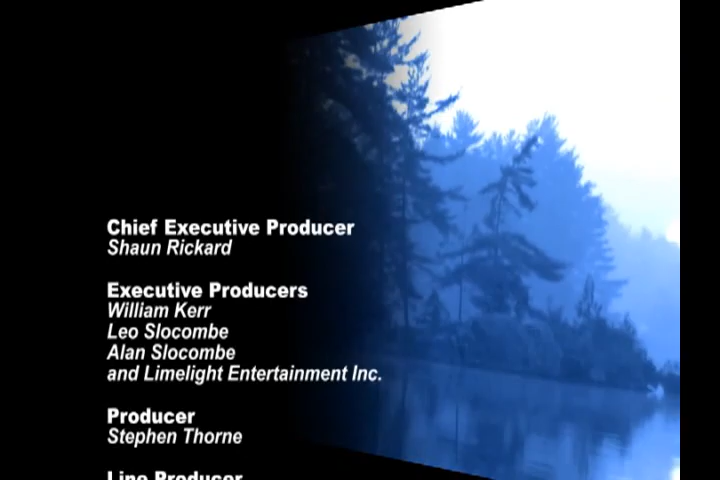 Chief Executive Producer
Shaun Rickard
Executive Producers
William Kerr
Leo Slocombe
Alan Slocombe
and Limelight Entertainment Inc.
Producer
Stephen Thorne
Line Producer